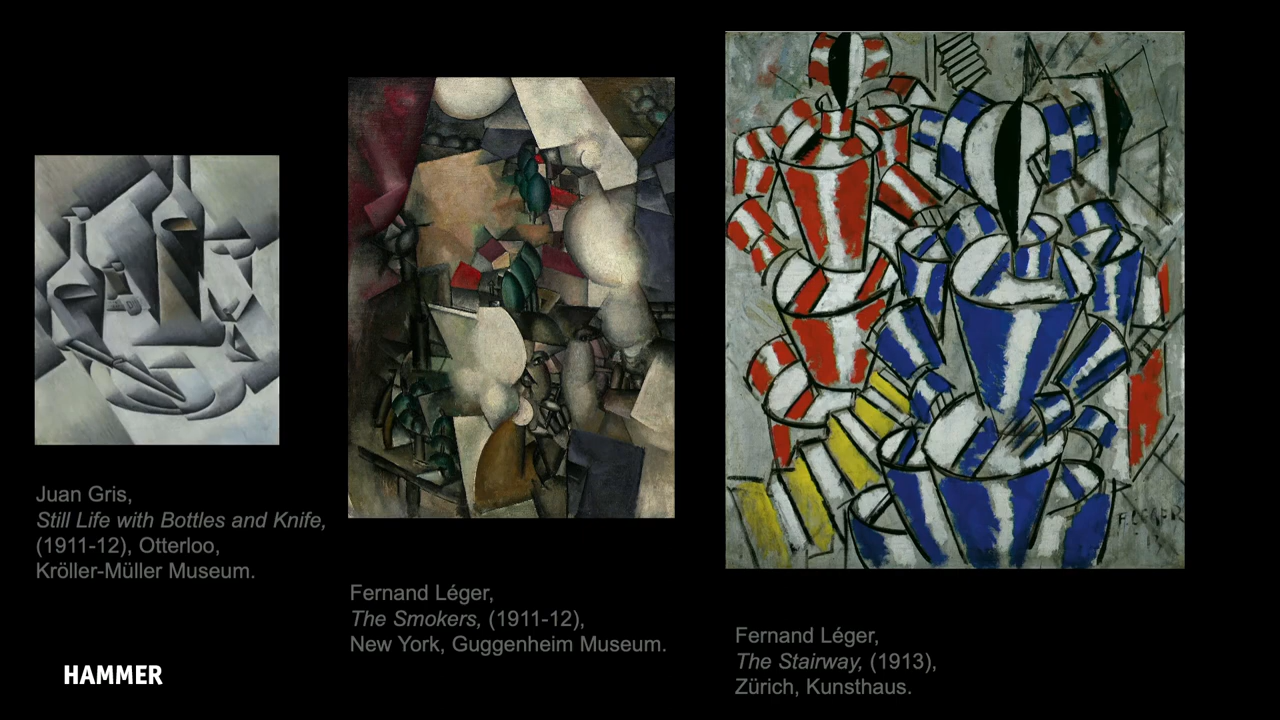 Juan Gris,
Still Life with Bottles and Knife,
(1911-12), Otterloo,
Kröller-Müller Museum.
Fernand Léger,
The Smokers, (1911-12),
New York, Guggenheim Museum.
Fernand Léger,
The Stairway, (1913),
Zürich, Kunsthaus.
F. LEGER
HAMMER